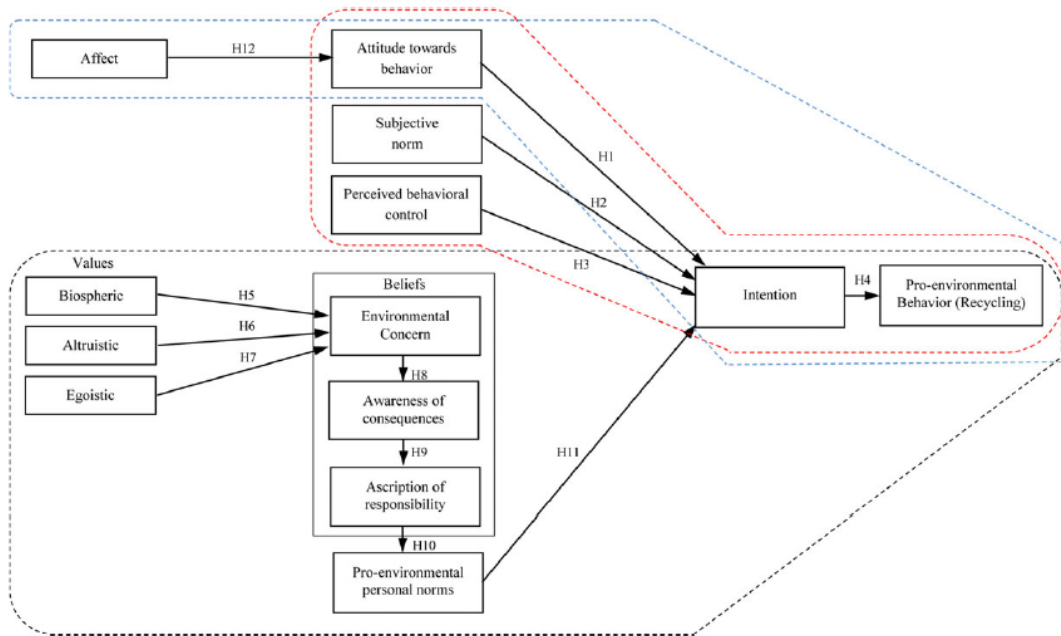 Affect
H12
Attitude towards
behavior
Subjective
norm
Perceived behavioral
control
H1
H2
H3
Values
Biospheric
Altruistic
Egoistic
H5
H6
H7
Beliefs
Environmental
Concern
H8
Awareness of
consequences
H9
Ascription of
responsibility
H10
Pro-environmental
personal norms
H11
Intention
H4
Pro-environmental
Behavior (Recycling)